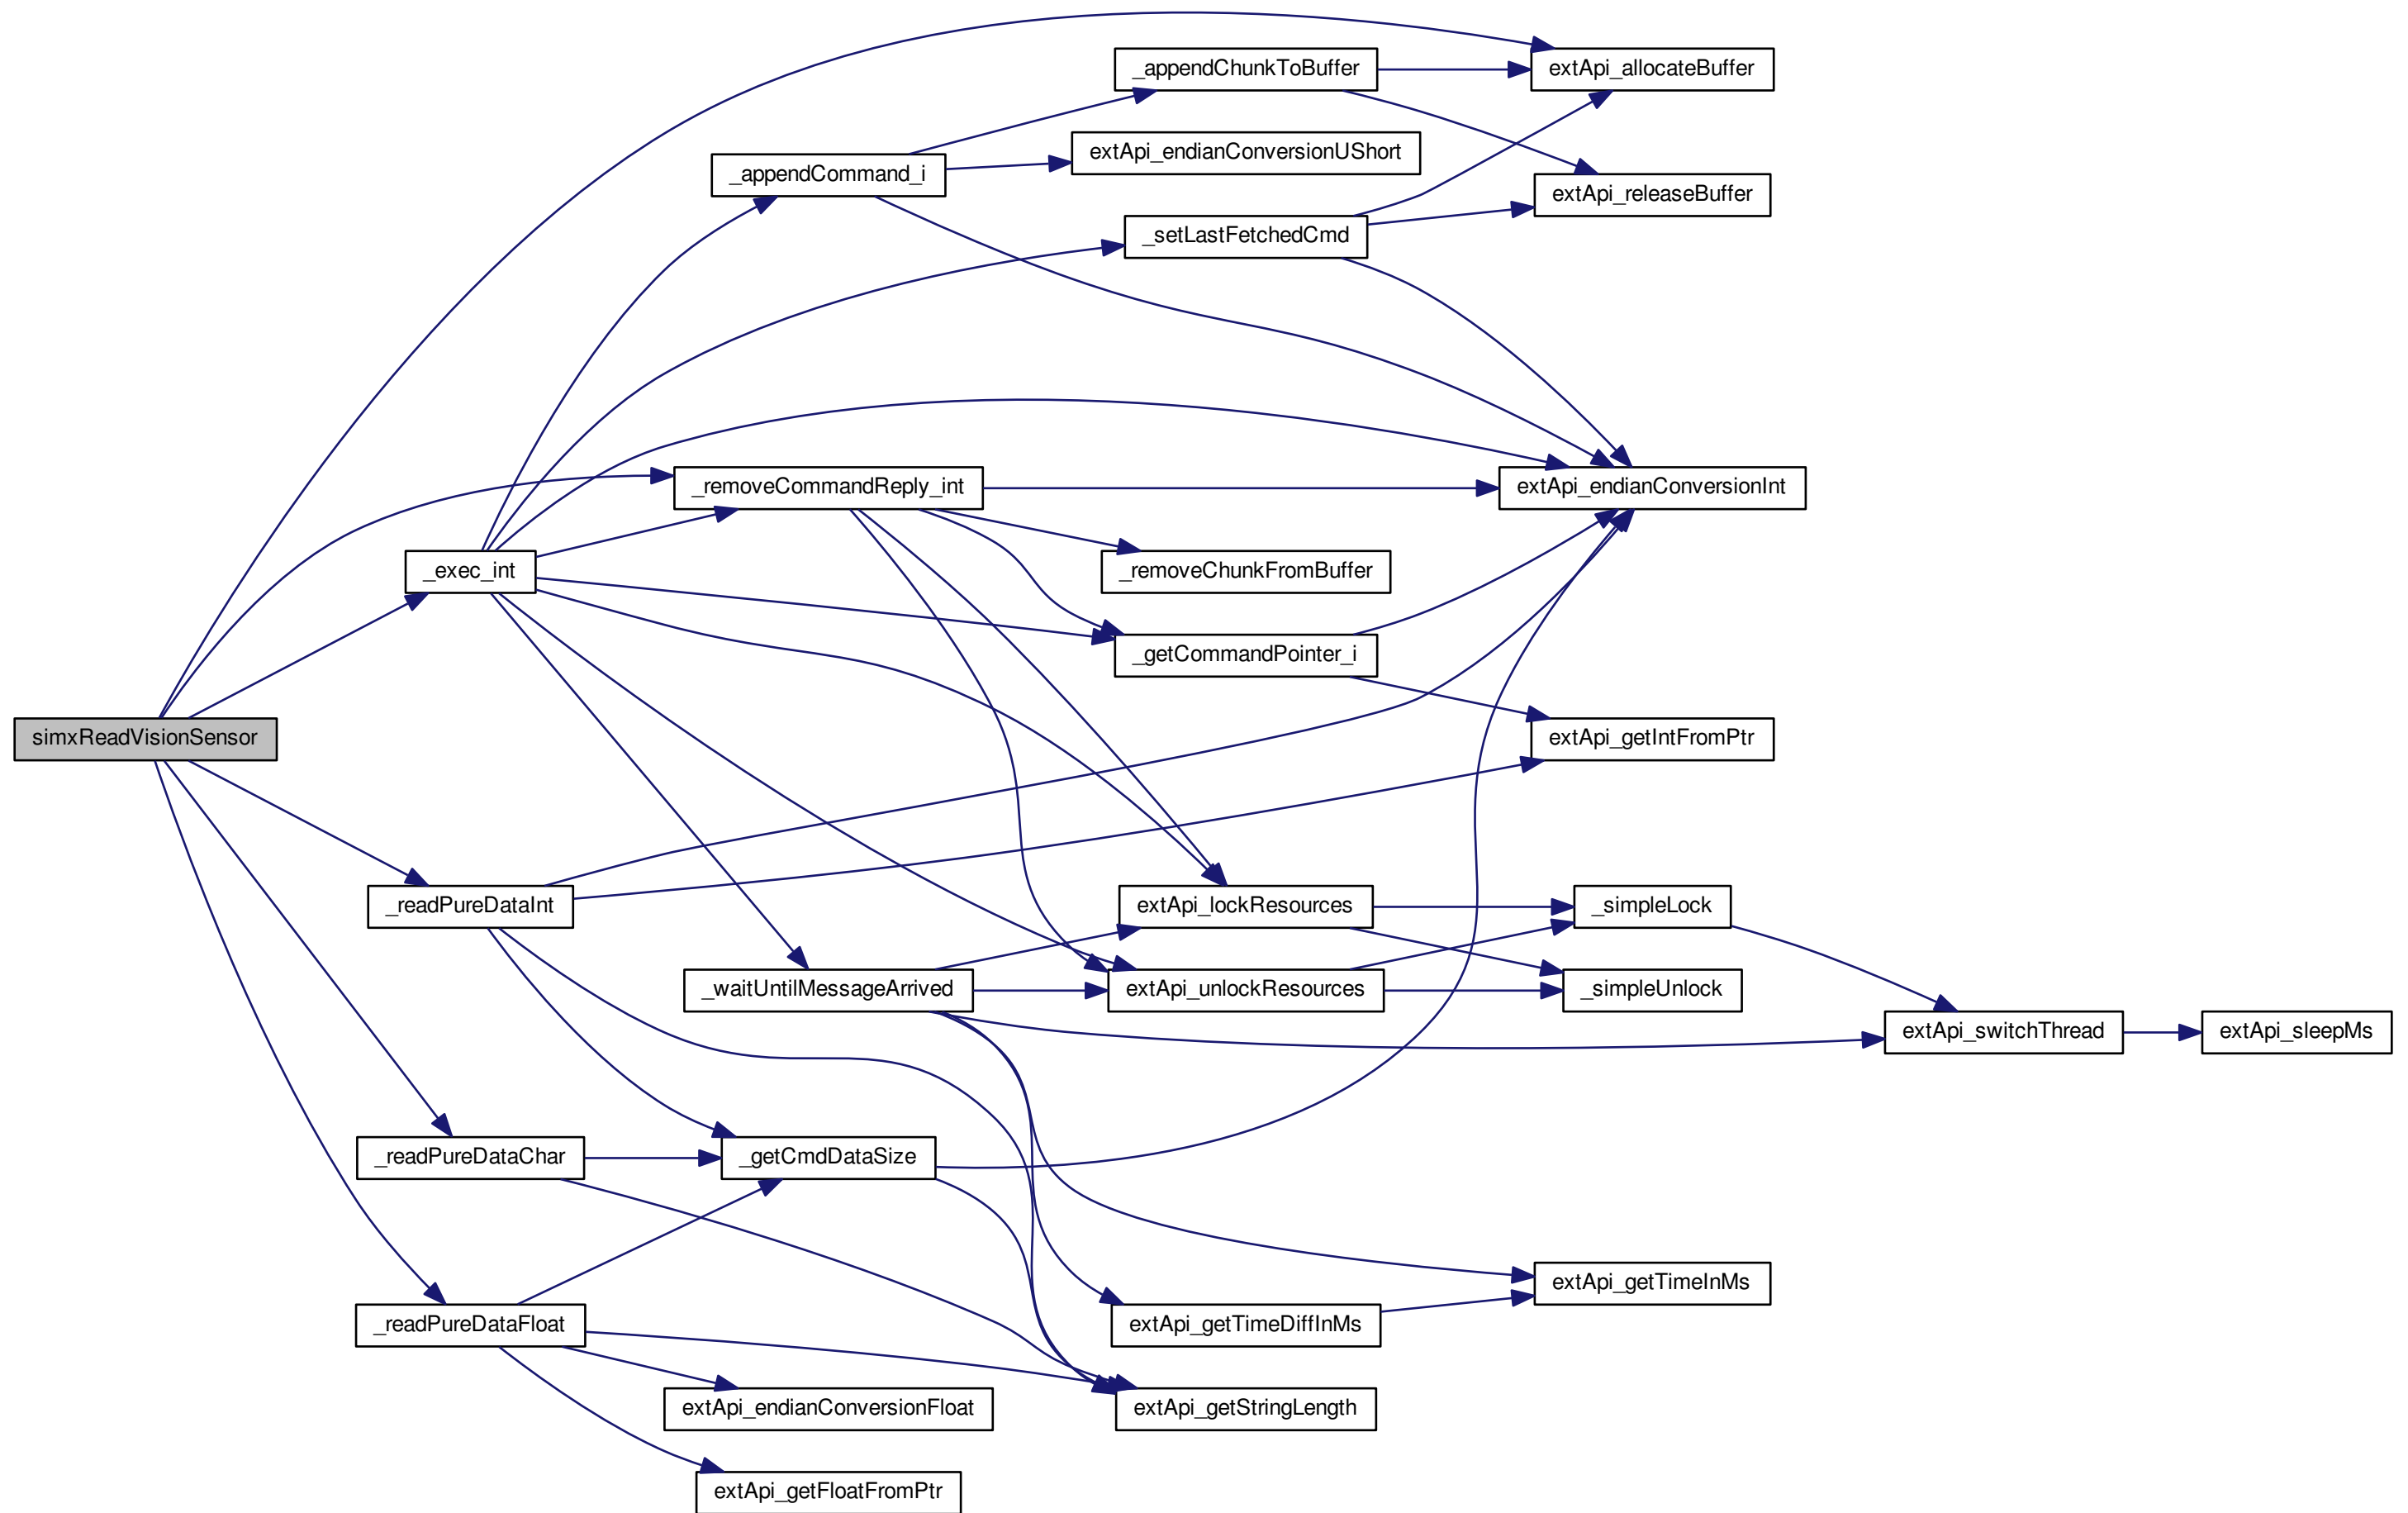 _appendChunkToBuffer
extApi_allocateBuffer
extApi_endianConversionUShort
_appendCommand_i
extApi_releaseBuffer
_setLastFetchedCmd
_removeCommandReply_int
extApi_endianConversionInt
_exec_int
_removeChunkFromBuffer
_getCommandPointer_i
simxReadVisionSensor
extApi_getIntFromPtr
_readPureDataInt
extApi_lockResources
_simpleLock
_waitUntilMessageArrived
extApi_unlockResources
_simpleUnlock
extApi_switchThread
extApi_sleepMs
_readPureDataChar
_getCmdDataSize
extApi_getTimeInMs
_readPureDataFloat
extApi_getTimeDiffInMs
extApi_endianConversionFloat
extApi_getStringLength
extApi_getFloatFromPtr